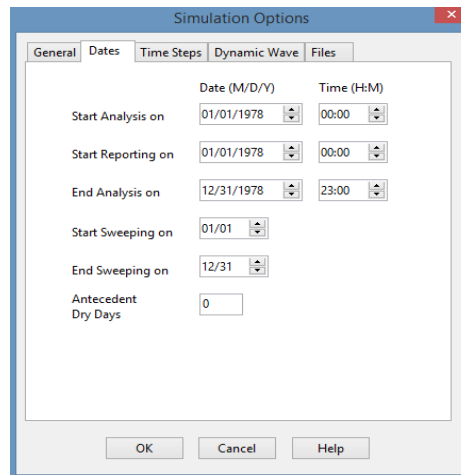 Simulation Options
General Dates Time Steps Dynamic Wave Files
Date (M/D/Y) Time (H:M)
Start Analysis on 01/01/1978 00:00
Start Reporting on 01/01/1978 00:00
End Analysis on 12/31/1978 23:00
Start Sweeping on 01/01
End Sweeping on 12/31
Antecedent
Dry Days 0
OK Cancel Help